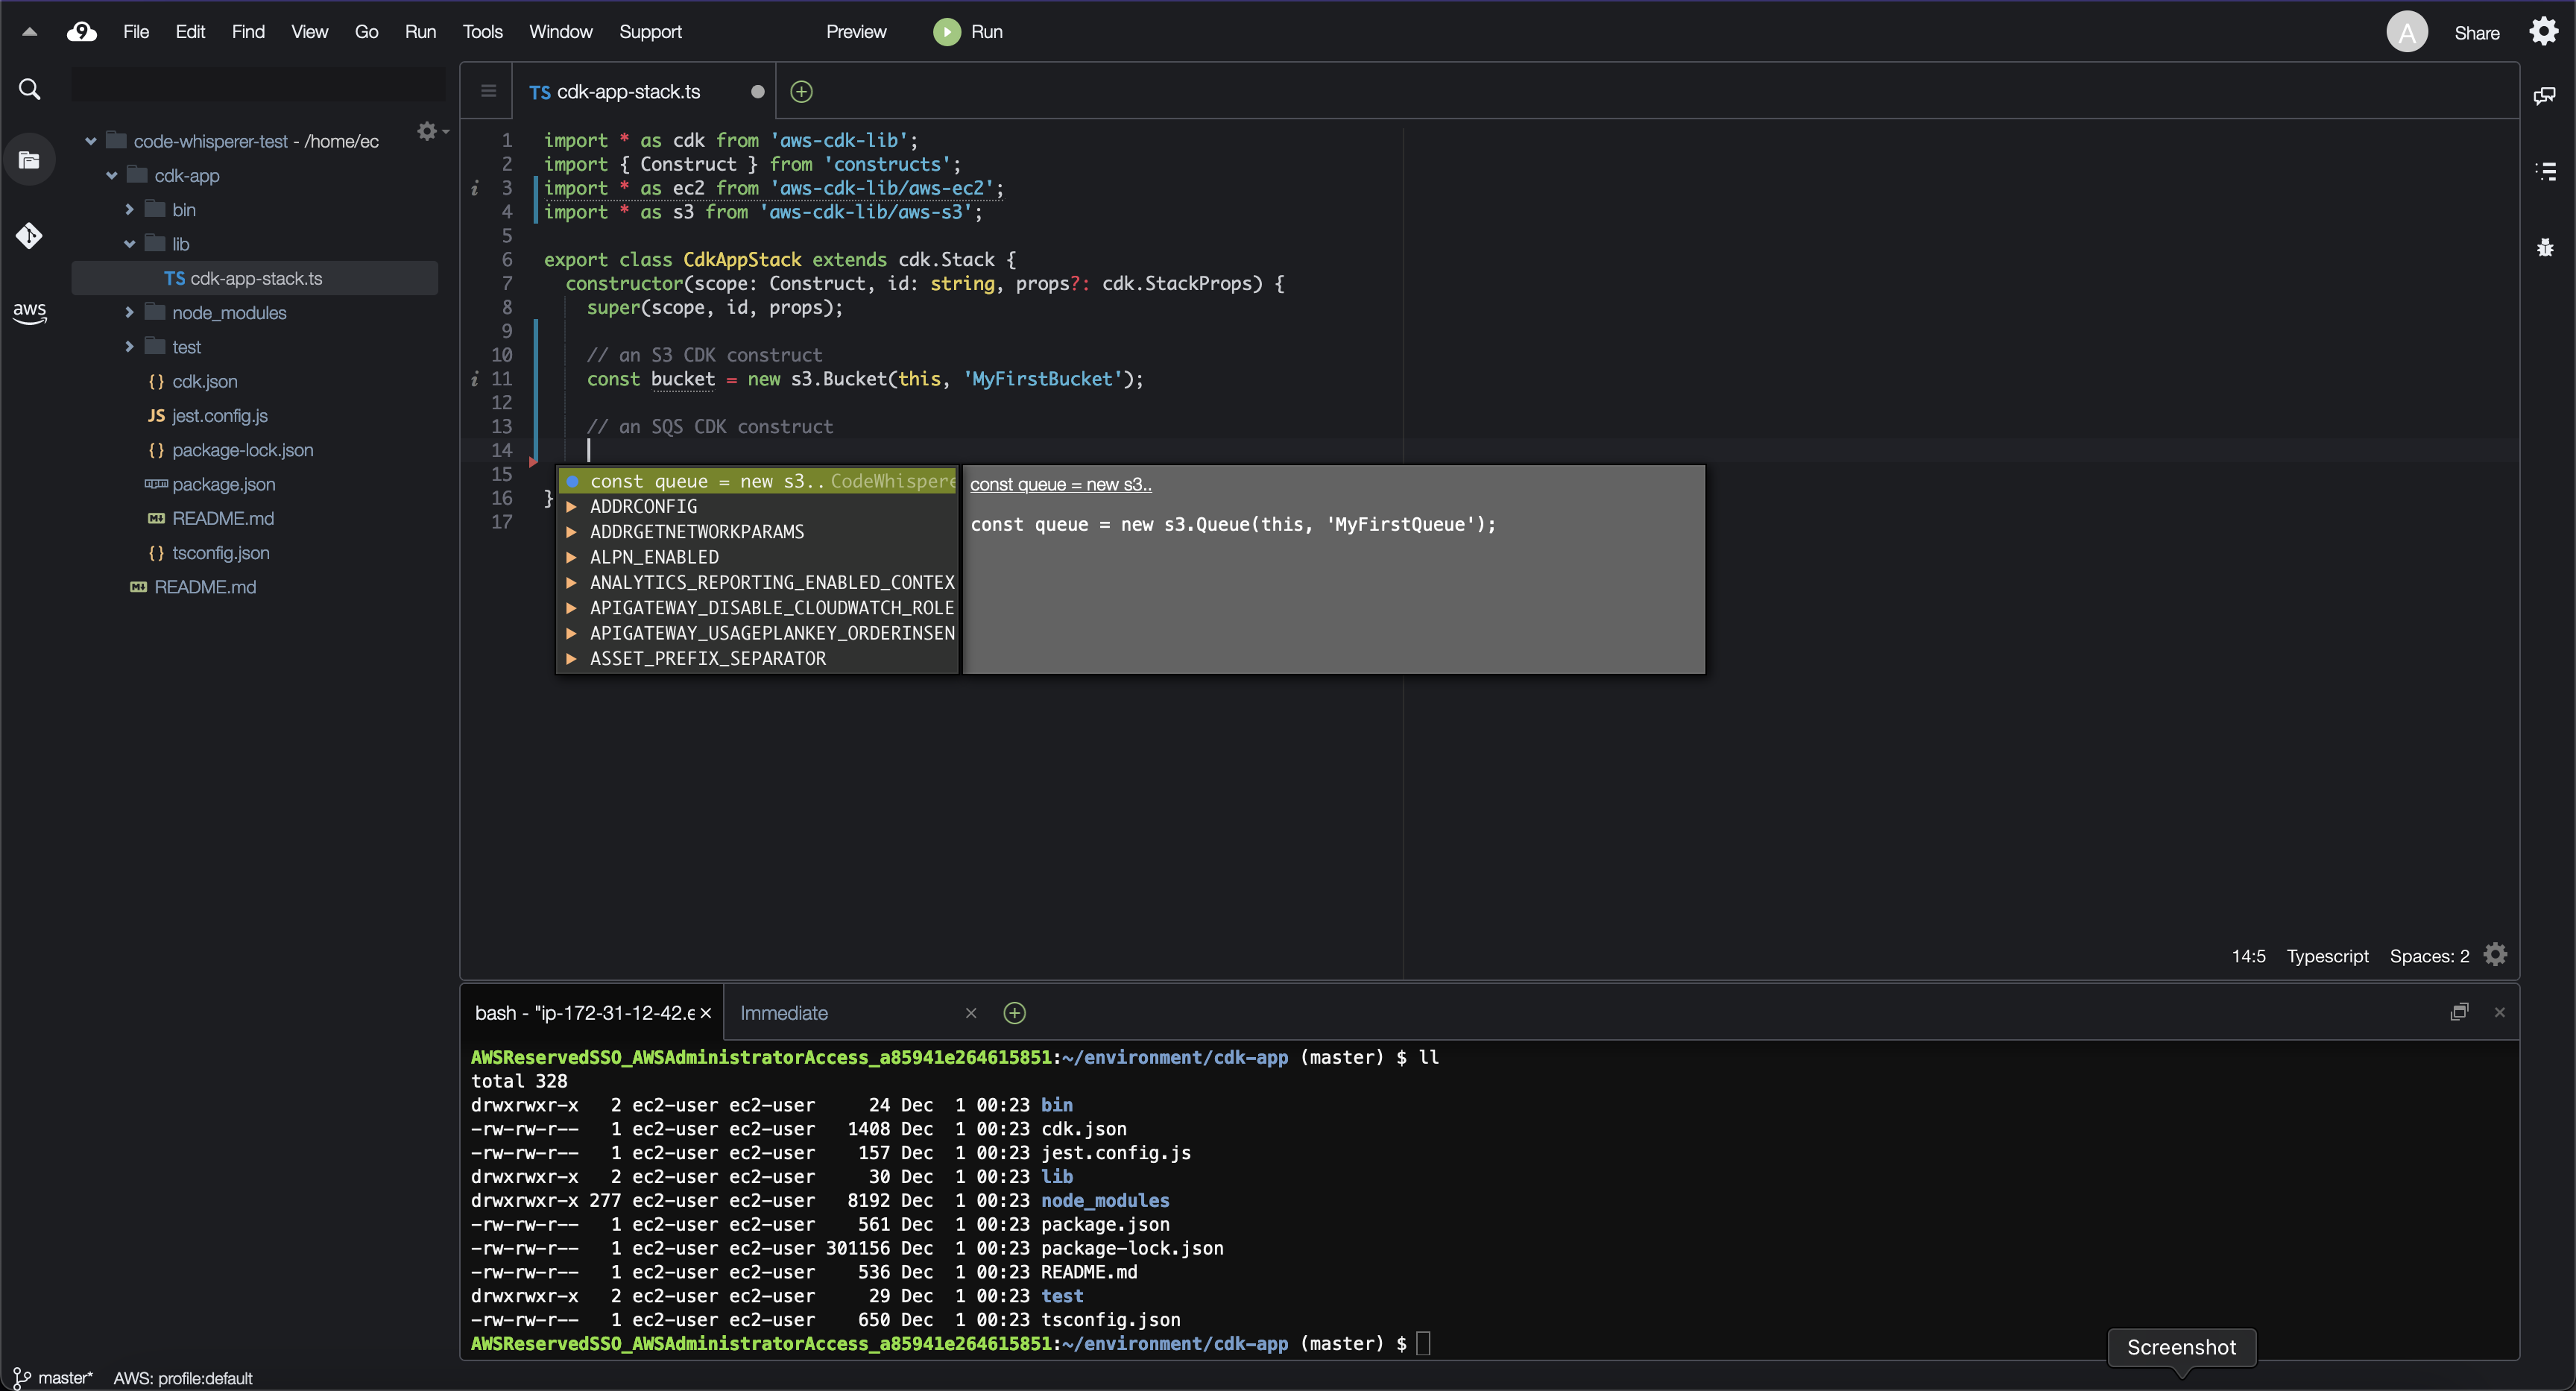 File Edit Find View Go Run Tools Window Support Preview Run A Share
code-whisperer-test - /home/ec
cdk-app
bin
lib
TS cdk-app-stack.ts
node_modules
test
{} cdk.json
JS jest.config.js
{} package-lock.json
package.json
README.md
{} tsconfig.json
README.md
aws
TS cdk-app-stack.ts
1 import * as cdk from 'aws-cdk-lib';
2 import { Construct } from 'constructs';
i 3 import * as ec2 from 'aws-cdk-lib/aws-ec2';
4 import * as s3 from 'aws-cdk-lib/aws-s3';
5
6 export class CdkAppStack extends cdk.Stack {
7 constructor(scope: Construct, id: string, props?: cdk.StackProps) {
8 super(scope, id, props);
9
10 // an S3 CDK construct
i 11 const bucket = new s3.Bucket(this, 'MyFirstBucket');
12
13 // an SQS CDK construct
14
15
16 }
17
const queue = new s3.. CodeWhispere
ADDRCONFIG
ADDRGETNETWORKPARAMS
ALPN_ENABLED
ANALYTICS_REPORTING_ENABLED_CONTEX
APIGATEWAY_DISABLE_CLOUDWATCH_ROLE
APIGATEWAY_USAGEPLANKEY_ORDERINSEN
ASSET_PREFIX_SEPARATOR
const queue = new s3..
const queue = new s3.Queue(this, 'MyFirstQueue');
14:5 Typescript Spaces: 2
bash - "ip-172-31-12-42.e × Immediate ×
AWSReservedSSO_AWSAdministratorAccess_a85941e264615851:~/environment/cdk-app (master) $ ll
total 328
drwxrwxr-x 2 ec2-user ec2-user 24 Dec 1 00:23 bin
-rw-rw-r-- 1 ec2-user ec2-user 1408 Dec 1 00:23 cdk.json
-rw-rw-r-- 1 ec2-user ec2-user 157 Dec 1 00:23 jest.config.js
drwxrwxr-x 2 ec2-user ec2-user 30 Dec 1 00:23 lib
drwxrwxr-x 277 ec2-user ec2-user 8192 Dec 1 00:23 node_modules
-rw-rw-r-- 1 ec2-user ec2-user 561 Dec 1 00:23 package.json
-rw-rw-r-- 1 ec2-user ec2-user 301156 Dec 1 00:23 package-lock.json
-rw-rw-r-- 1 ec2-user ec2-user 536 Dec 1 00:23 README.md
drwxrwxr-x 2 ec2-user ec2-user 29 Dec 1 00:23 test
-rw-rw-r-- 1 ec2-user ec2-user 650 Dec 1 00:23 tsconfig.json
AWSReservedSSO_AWSAdministratorAccess_a85941e264615851:~/environment/cdk-app (master) $
Screenshot
master* AWS: profile:default